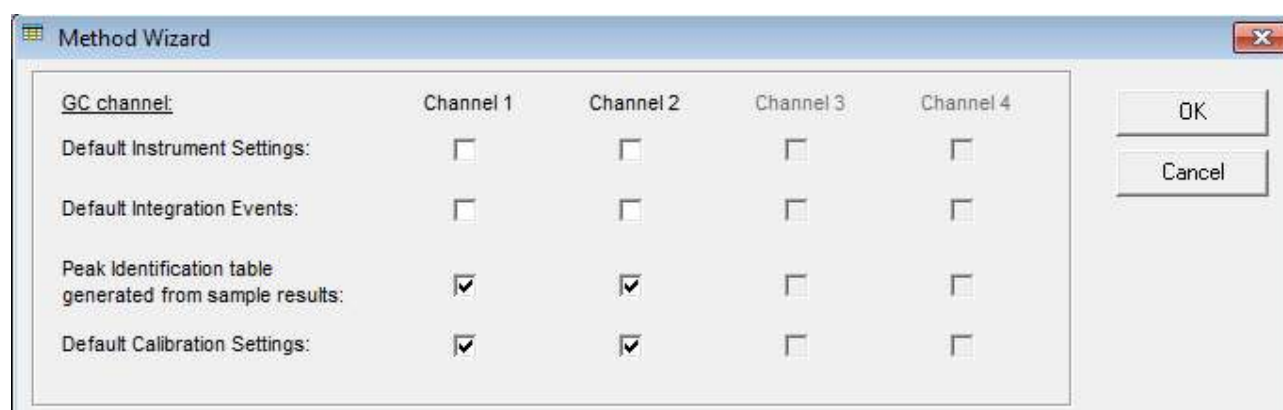 Method Wizard
GC channel: Channel 1 Channel 2 Channel 3 Channel 4
OK
Default Instrument Settings:
Cancel
Default Integration Events:
Peak Identification table
generated from sample results:
Default Calibration Settings: